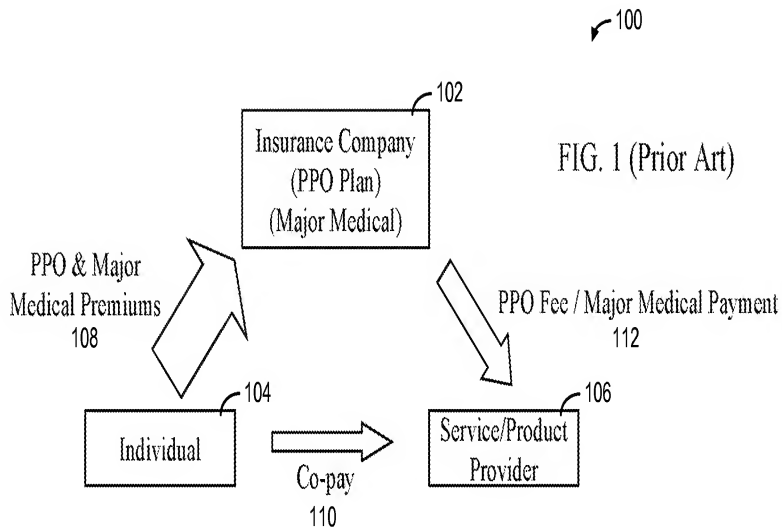 100
102
Insurance Company
(PPO Plan)
(Major Medical)
FIG. 1 (Prior Art)
PPO & Major
Medical Premiums
108
PPO Fee / Major Medical Payment
112
104
Individual
Co-pay
110
106
Service/Product
Provider